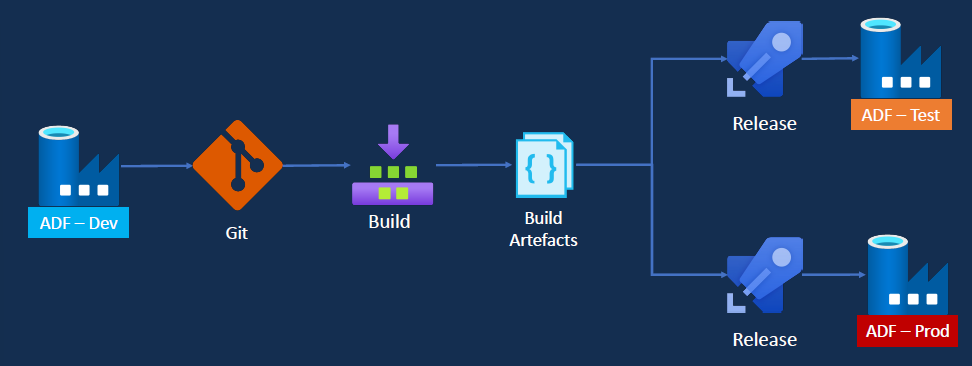 ADF – Dev
Git
Build
Build
Artefacts
{ }
Release
ADF – Test
Release
ADF – Prod